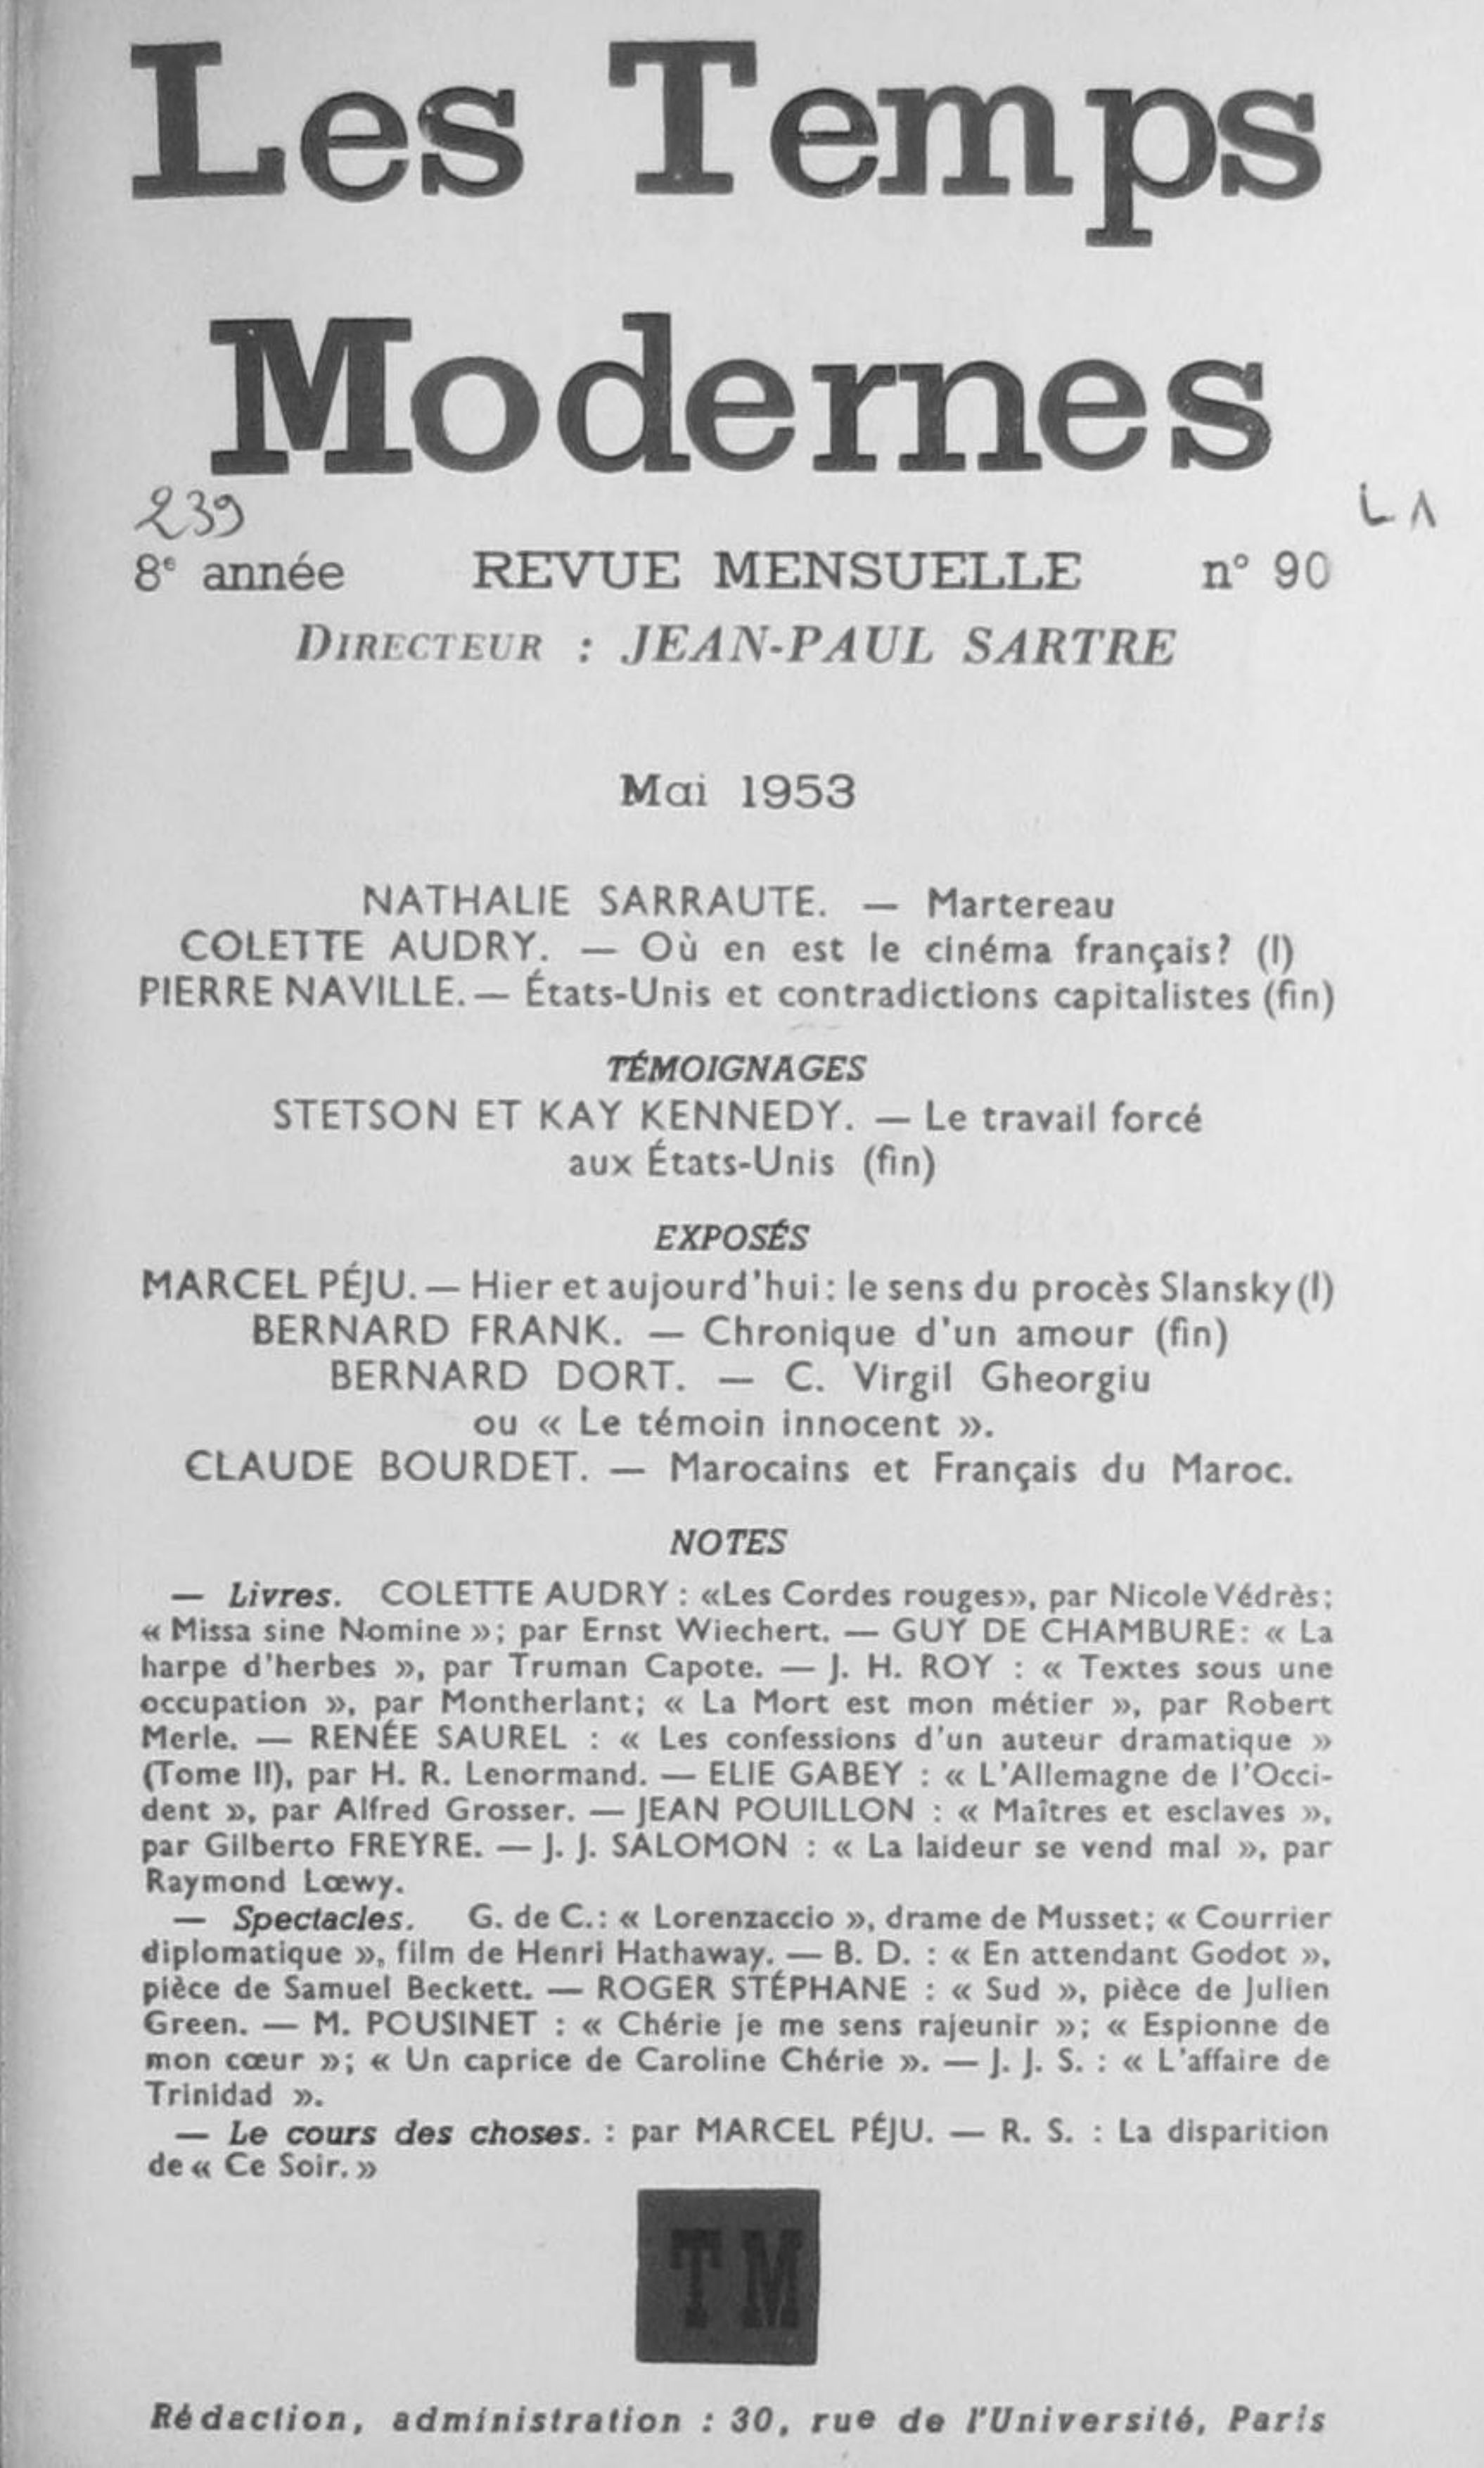 Les Temps
Modernes
239
L 1
8e année REVUE MENSUELLE n° 90
DIRECTEUR : JEAN-PAUL SARTRE
Mai 1953
NATHALIE SARRAUTE. — Martereau
COLETTE AUDRY. — Où en est le cinéma français? (I)
PIERRE NAVILLE. — États-Unis et contradictions capitalistes (fin)
TÉMOIGNAGES
STETSON ET KAY KENNEDY. — Le travail forcé
aux États-Unis (fin)
EXPOSÉS
MARCEL PÉJU. — Hier et aujourd'hui : le sens du procès Slansky (I)
BERNARD FRANK. — Chronique d'un amour (fin)
BERNARD DORT. — C. Virgil Gheorgiu
ou « Le témoin innocent ».
CLAUDE BOURDET. — Marocains et Français du Maroc.
NOTES
— Livres. COLETTE AUDRY : «Les Cordes rouges», par Nicole Védrès;
« Missa sine Nomine »; par Ernst Wiechert. — GUY DE CHAMBURE: « La
harpe d'herbes », par Truman Capote. — J. H. ROY : « Textes sous une
occupation », par Montherlant; « La Mort est mon métier », par Robert
Merle. — RENÉE SAUREL : « Les confessions d'un auteur dramatique »
(Tome II), par H. R. Lenormand. — ELIE GABEY : « L'Allemagne de l'Occi-
dent », par Alfred Grosser. — JEAN POUILLON : « Maîtres et esclaves »,
par Gilberto FREYRE. — J. J. SALOMON : « La laideur se vend mal », par
Raymond Lœwy.
— Spectacles. G. de C.: « Lorenzaccio », drame de Musset; « Courrier
diplomatique », film de Henri Hathaway. — B. D. : « En attendant Godot »,
pièce de Samuel Beckett. — ROGER STÉPHANE : « Sud », pièce de Julien
Green. — M. POUSINET : « Chérie je me sens rajeunir »; « Espionne de
mon cœur »; « Un caprice de Caroline Chérie ». — J. J. S. : « L'affaire de
Trinidad ».
— Le cours des choses. : par MARCEL PÉJU. — R. S. : La disparition
de « Ce Soir. »
TM
Rédaction, administration : 30, rue de l'Université, Paris